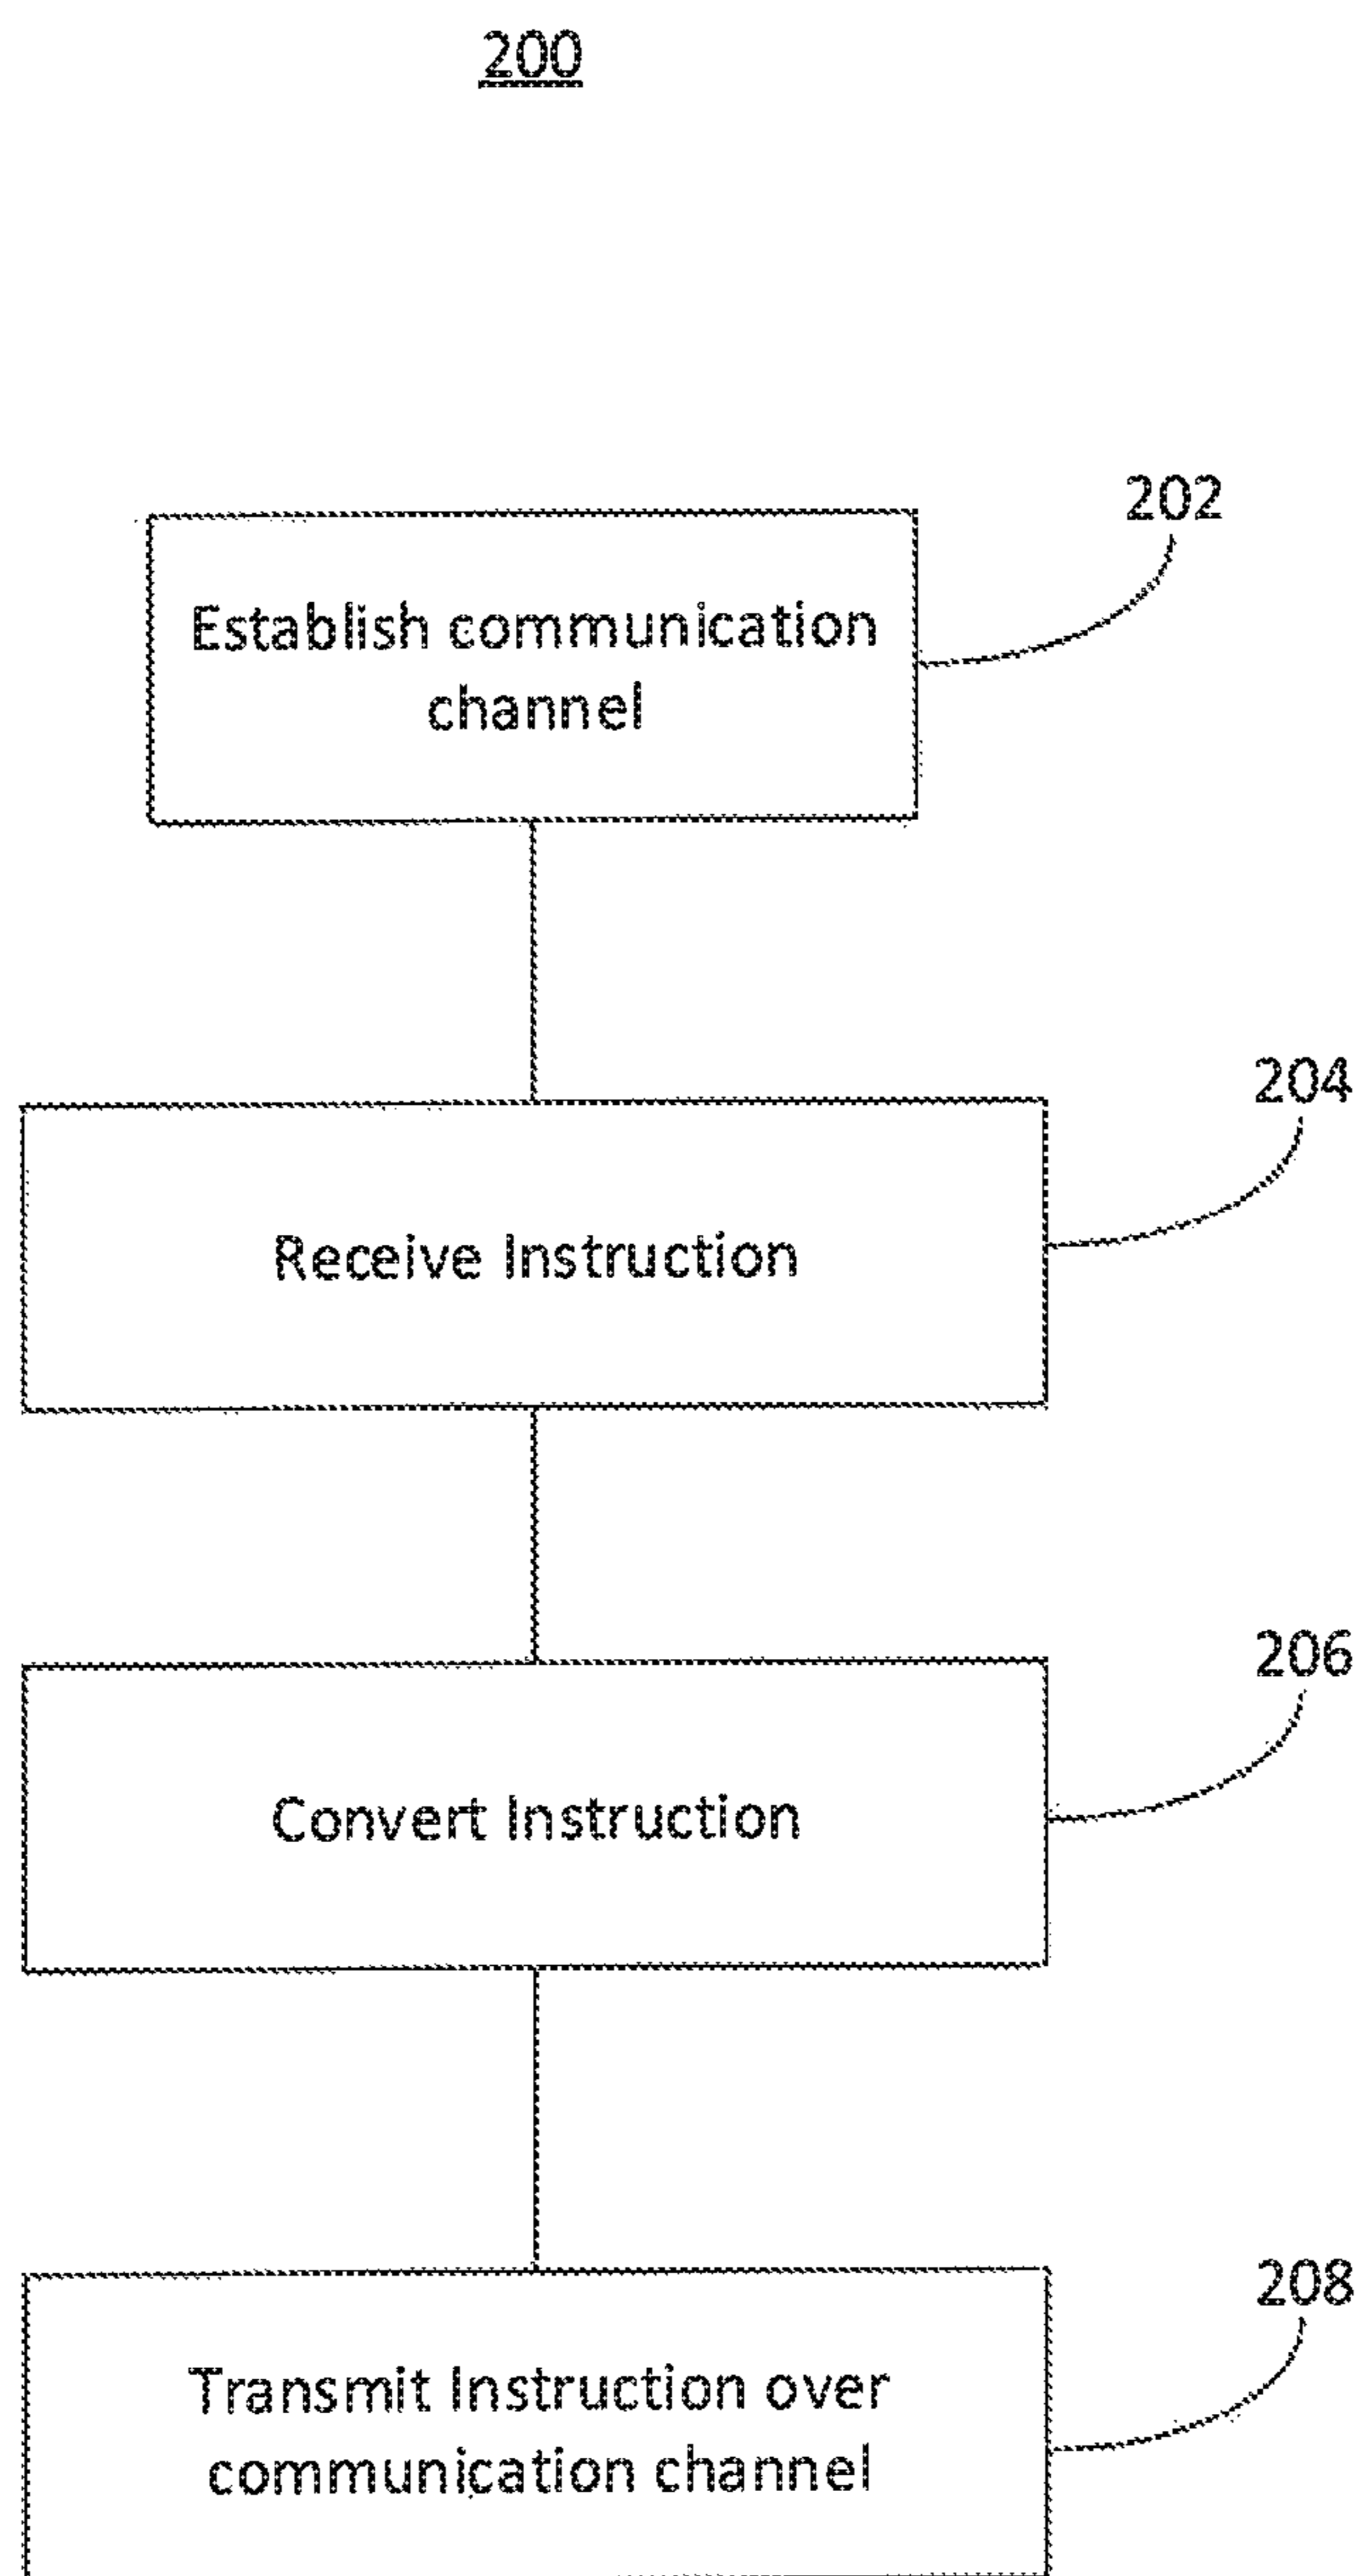 200
202
Establish communication
channel
204
Receive Instruction
206
Convert Instruction
208
Transmit Instruction over
communication channel